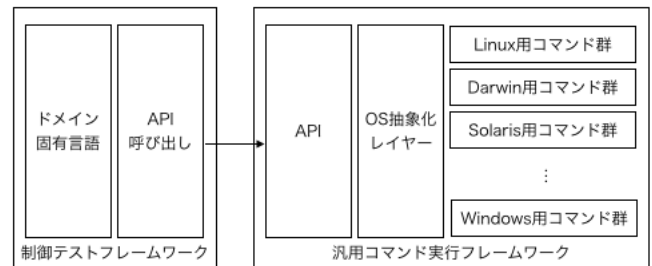 ドメイン
固有言語
API
呼び出し
制御テストフレームワーク
API
OS抽象化
レイヤー
Linux用コマンド群
Darwin用コマンド群
Solaris用コマンド群
⋮
Windows用コマンド群
汎用コマンド実行フレームワーク